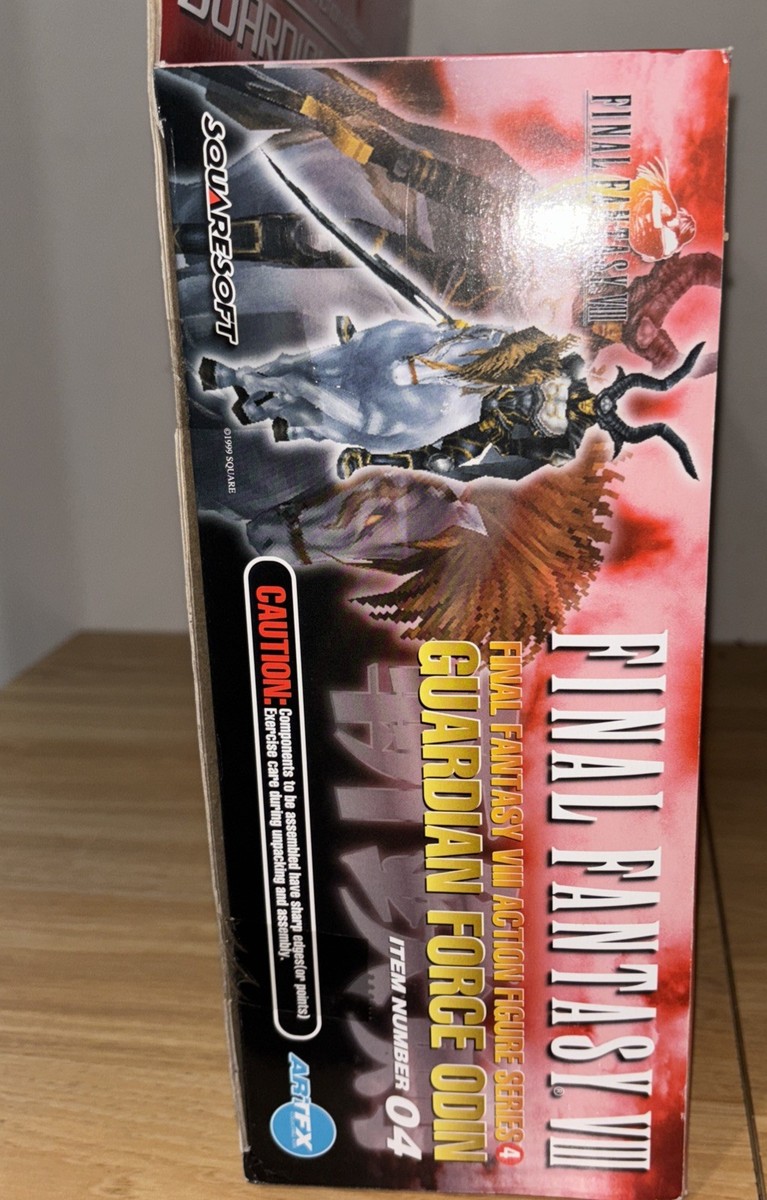 GUARDIAN
FINAL FANTASY VIII
SQUARESOFT
©1999 SQUARE
FINAL FANTASY® VIII
FINAL FANTASY VIII ACTION FIGURE SERIES 4
GUARDIAN FORCE ODIN
ITEM NUMBER 04
CAUTION: Components to be assembled have sharp edges(or points)
Exercise care during unpacking and assembly.
ARTEX